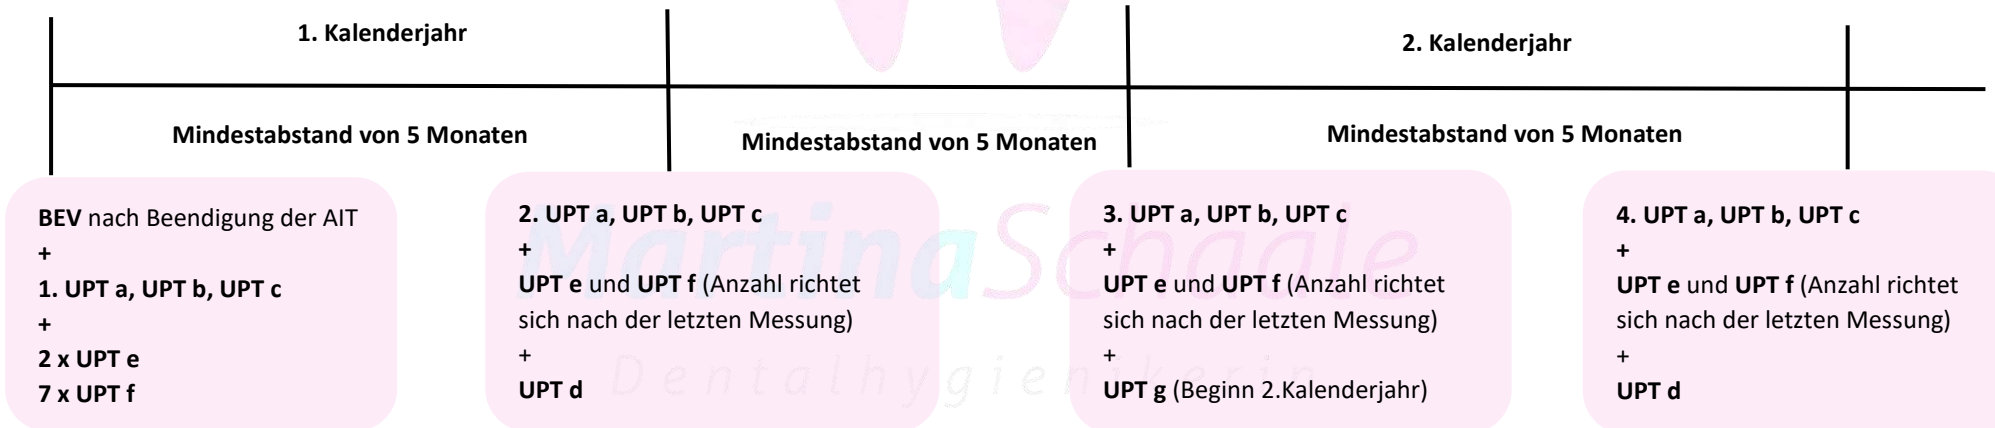 1. Kalenderjahr
2. Kalenderjahr
Mindestabstand von 5 Monaten
Mindestabstand von 5 Monaten
Mindestabstand von 5 Monaten
BEV nach Beendigung der AIT
+
1. UPT a, UPT b, UPT c
+
2 x UPT e
7 x UPT f
2. UPT a, UPT b, UPT c
+
UPT e und UPT f (Anzahl richtet
sich nach der letzten Messung)
+
UPT d
3. UPT a, UPT b, UPT c
+
UPT e und UPT f (Anzahl richtet
sich nach der letzten Messung)
+
UPT g (Beginn 2.Kalenderjahr)
4. UPT a, UPT b, UPT c
+
UPT e und UPT f (Anzahl richtet
sich nach der letzten Messung)
+
UPT d
MartinaSchaale
Dentalhygienikerin